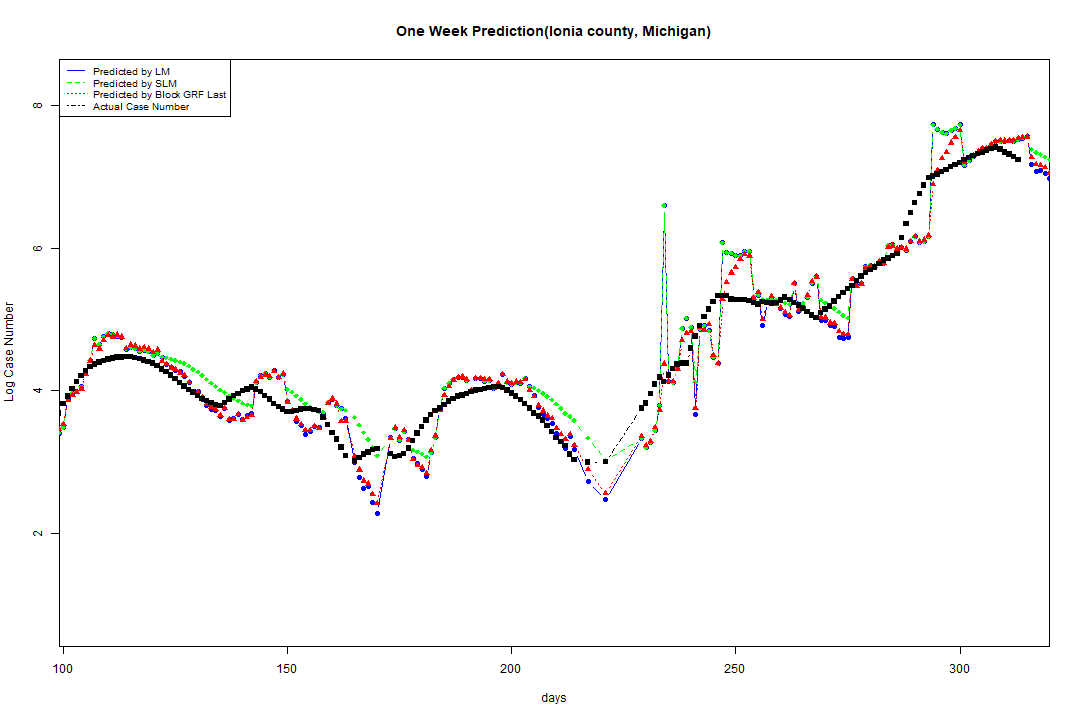 One Week Prediction(Ionia county, Michigan)
Predicted by LM
Predicted by SLM
Predicted by Block GRF Last
Actual Case Number
8
6
4
2
Log Case Number
100 150 200 250 300
days